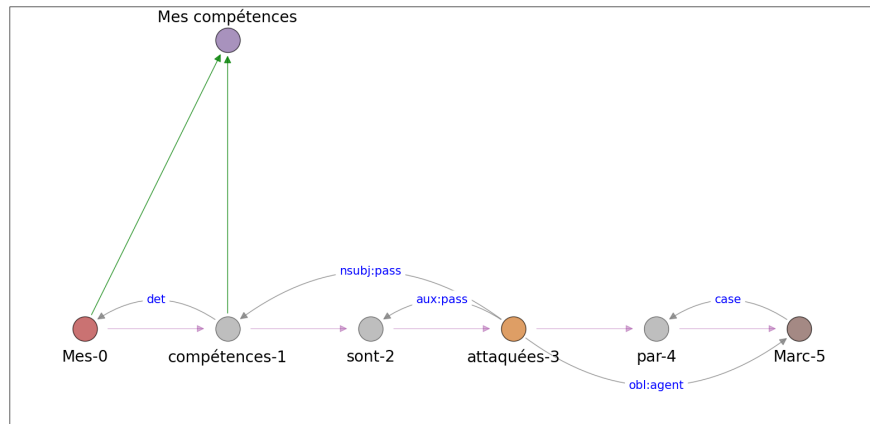 Mes compétences
nsubj:pass
det
aux:pass
case
Mes-0
compétences-1
sont-2
attaquées-3
par-4
Marc-5
obl:agent